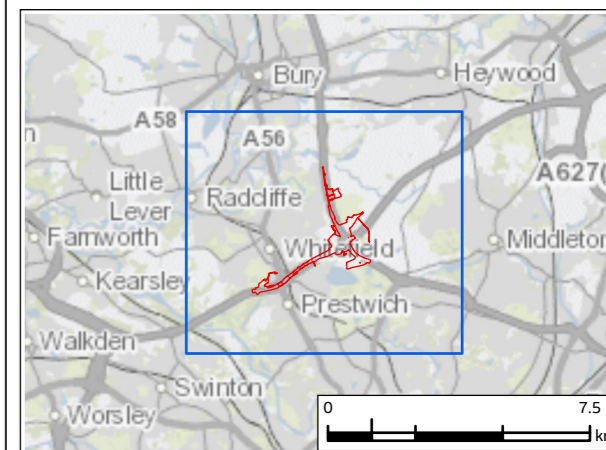 Bury
Heywood
n
A58
A56
A627(
Little
Lever
Radcliffe
Farnworth
Whitefield
Middleton
Kearsley
Prestwich
Walkden
Swinton
Worsley
0 7.5
km